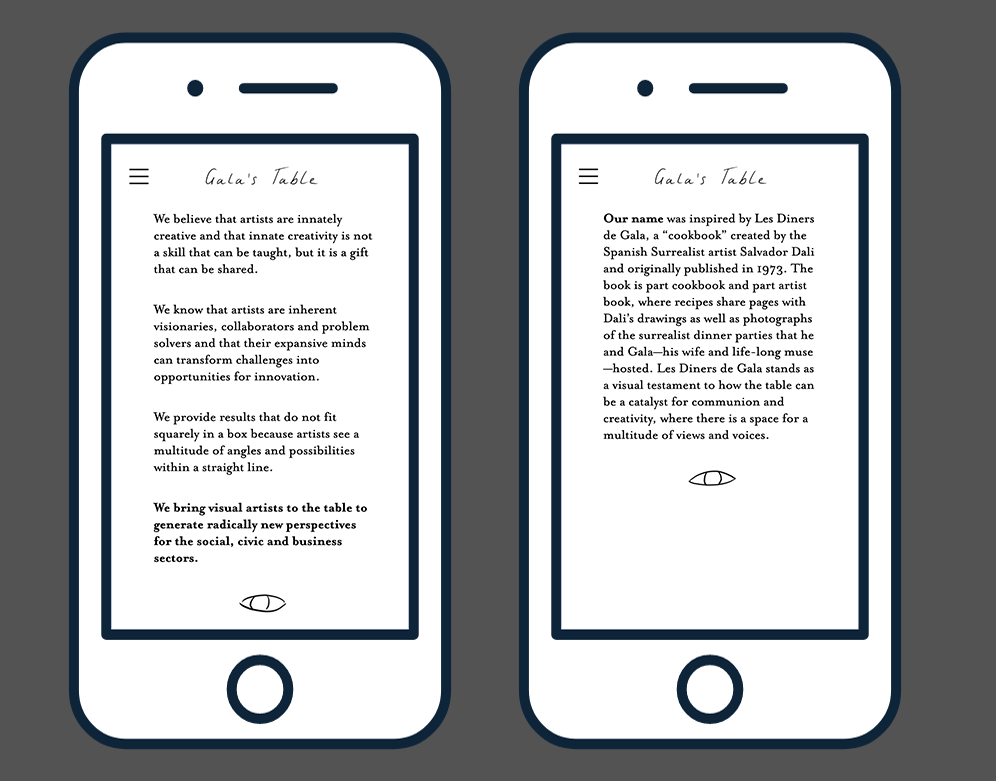 Gala's Table
We believe that artists are innately
creative and that innate creativity is not
a skill that can be taught, but it is a gift
that can be shared.
We know that artists are inherent
visionaries, collaborators and problem
solvers and that their expansive minds
can transform challenges into
opportunities for innovation.
We provide results that do not fit
squarely in a box because artists see a
multitude of angles and possibilities
within a straight line.
We bring visual artists to the table to
generate radically new perspectives
for the social, civic and business
sectors.
Gala's Table
Our name was inspired by Les Diners
de Gala, a “cookbook” created by the
Spanish Surrealist artist Salvador Dali
and originally published in 1973. The
book is part cookbook and part artist
book, where recipes share pages with
Dali’s drawings as well as photographs
of the surrealist dinner parties that he
and Gala—his wife and life-long muse
—hosted. Les Diners de Gala stands as
a visual testament to how the table can
be a catalyst for communion and
creativity, where there is a space for a
multitude of views and voices.